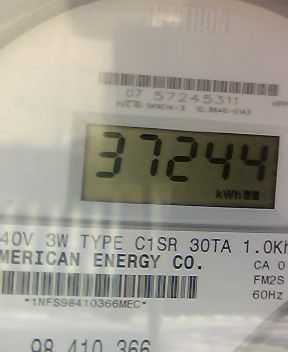 07 57245311
37244
kWh
40V 3W TYPE C1SR 30TA 1.0Kh
MERICAN ENERGY CO.
CA 0
FM2S
60Hz
*1NFS98410366MEC*
98 410 366